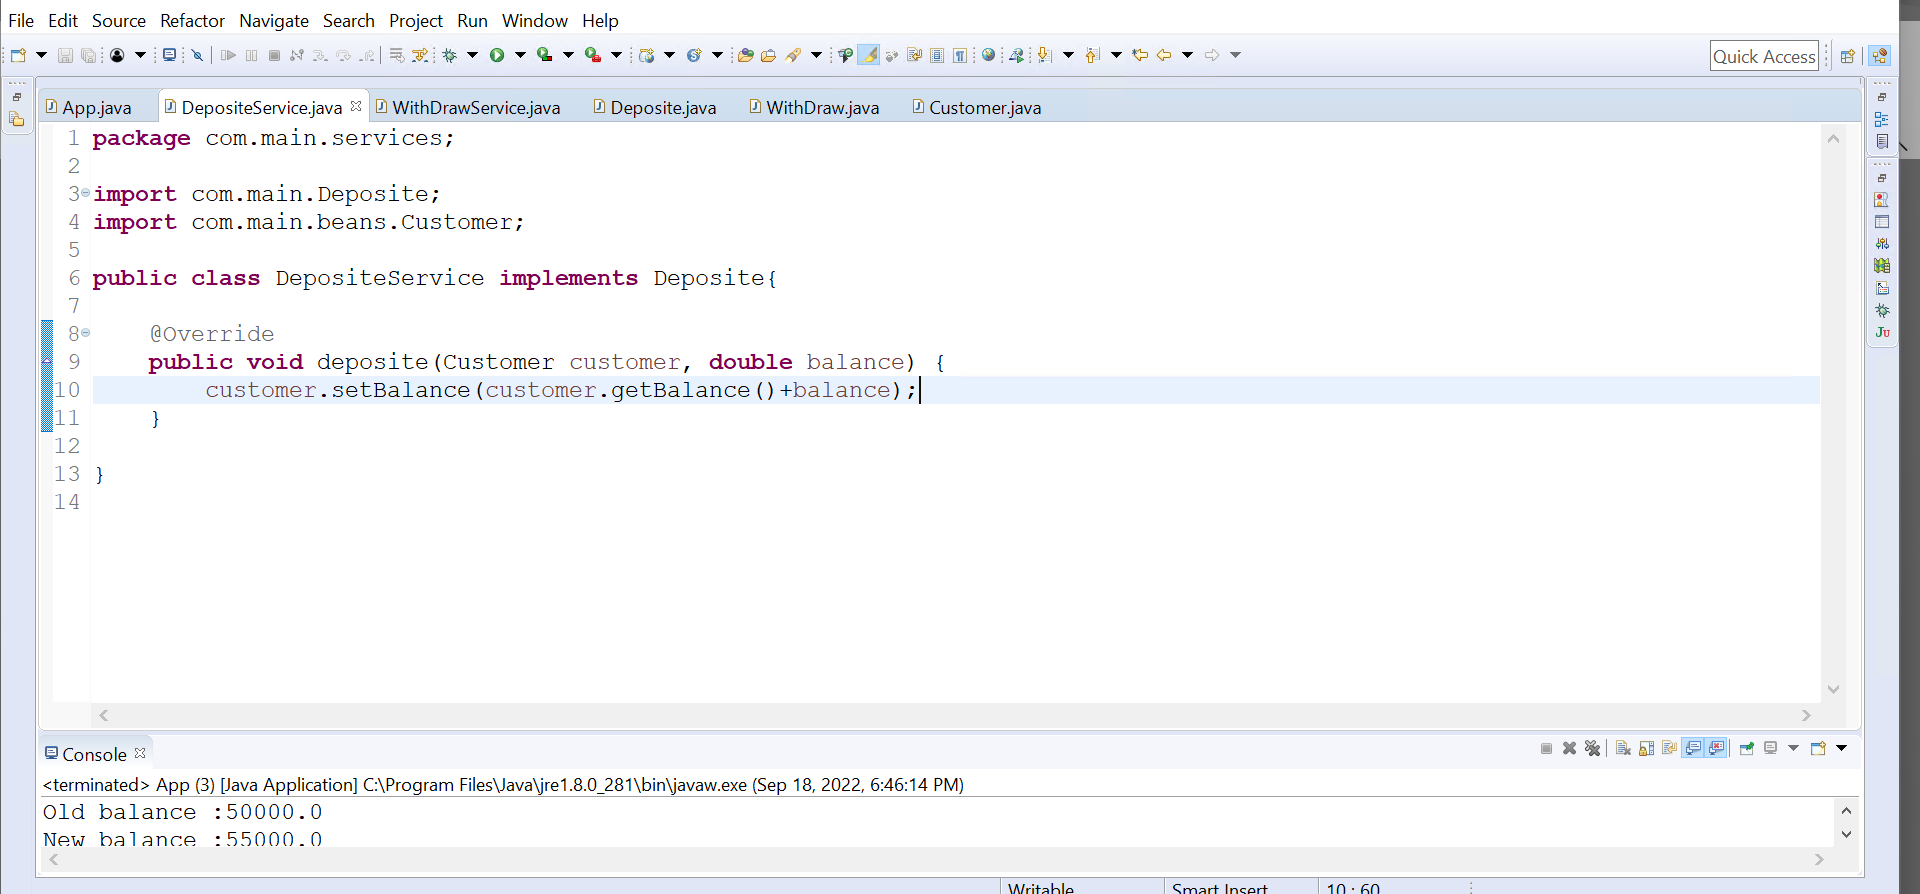 File Edit Source Refactor Navigate Search Project Run Window Help
Quick Access
App.java DepositeService.java WithDrawService.java Deposite.java WithDraw.java Customer.java
1 package com.main.services;
2
3 import com.main.Deposite;
4 import com.main.beans.Customer;
5
6 public class DepositeService implements Deposite{
7
8 @Override
9 public void deposite(Customer customer, double balance) {
10 customer.setBalance(customer.getBalance()+balance);
11 }
12
13 }
14
Console
<terminated> App (3) [Java Application] C:\Program Files\Java\jre1.8.0_281\bin\javaw.exe (Sep 18, 2022, 6:46:14 PM)
Old balance :50000.0
New balance :55000.0
Writable Smart Insert 10 : 60